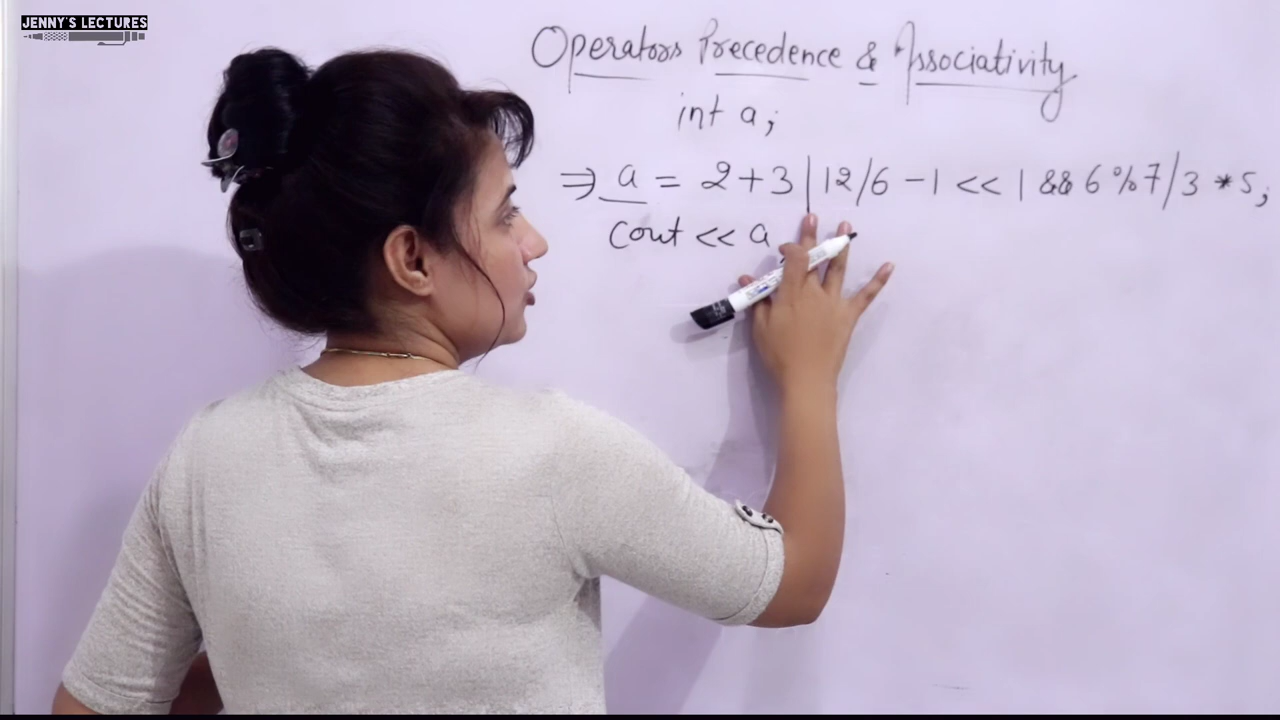 JENNY'S LECTURES
Operators Precedence & Associativity
int a;
⇒ a = 2+3|12/6-1<<1&&6%7/3*5;
cout << a